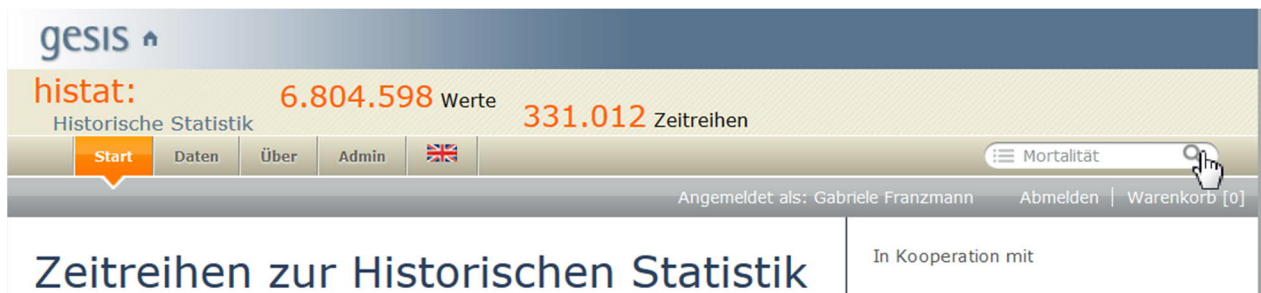 gesis
histat:
6.804.598 Werte
331.012 Zeitreihen
Historische Statistik
Start Daten Über Admin Mortalität
Angemeldet als: Gabriele Franzmann Abmelden | Warenkorb [0]
Zeitreihen zur Historischen Statistik
In Kooperation mit